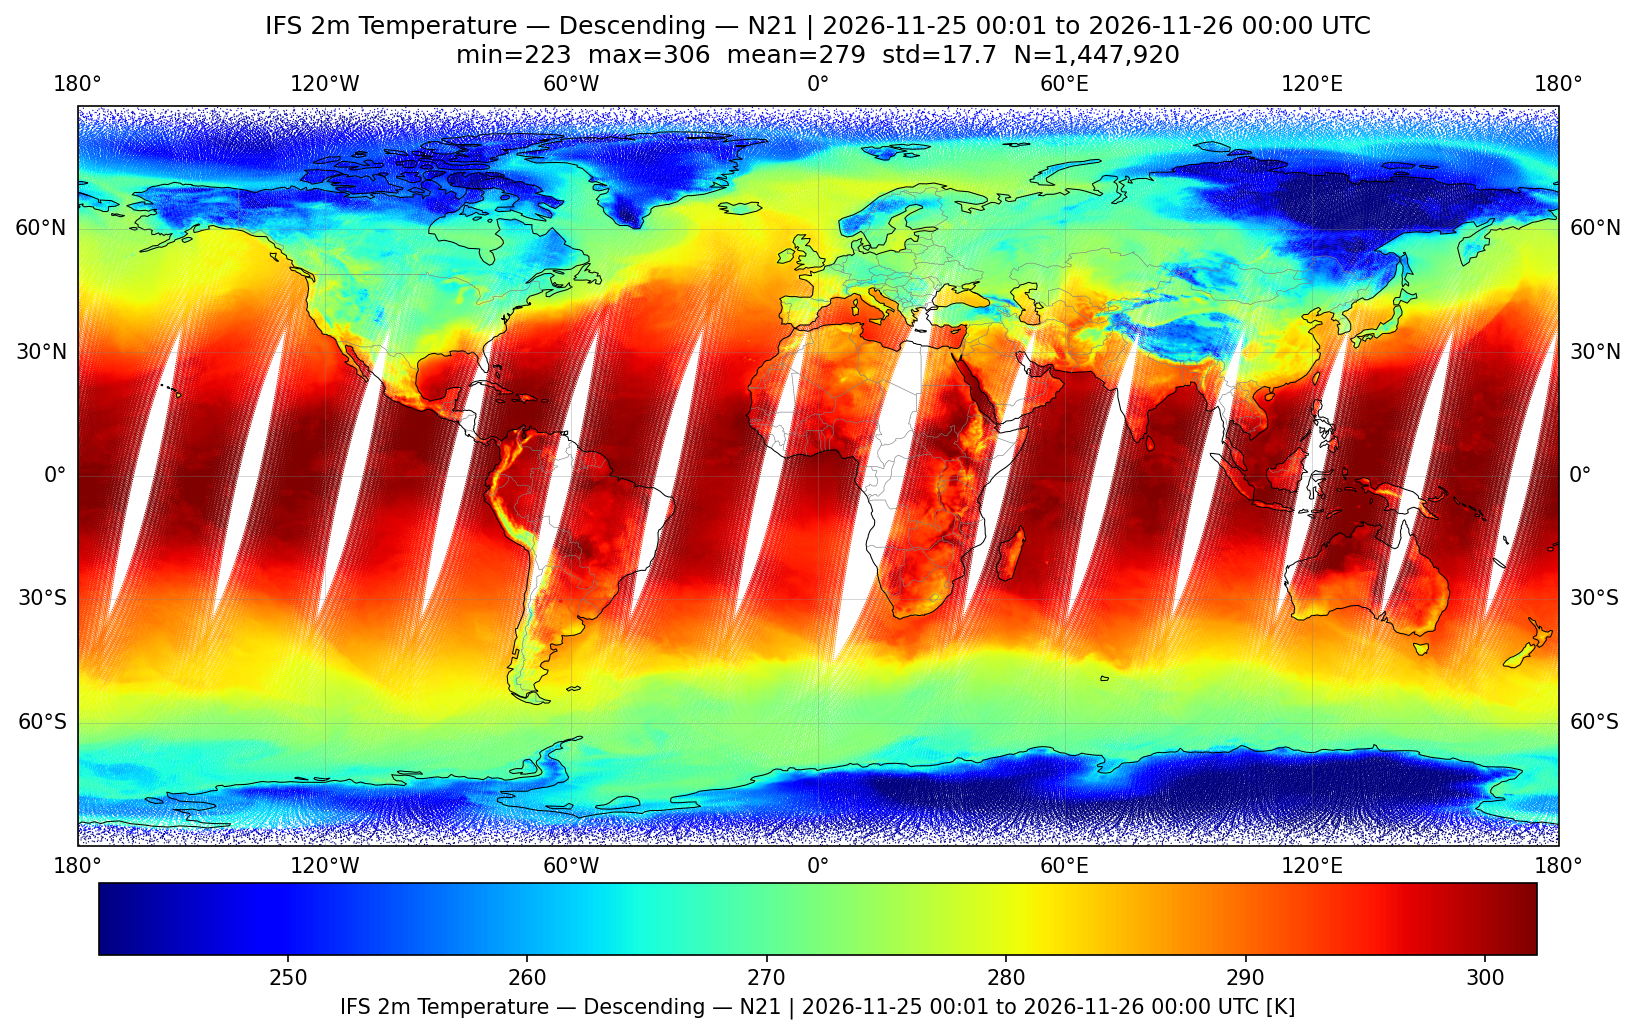 IFS 2m Temperature — Descending — N21 | 2026-11-25 00:01 to 2026-11-26 00:00 UTC
min=223  max=306  mean=279  std=17.7  N=1,447,920
180° 120°W 60°W 0° 60°E 120°E 180°
60°N 60°N
30°N 30°N
0° 0°
30°S 30°S
60°S 60°S
180° 120°W 60°W 0° 60°E 120°E 180°
250 260 270 280 290 300
IFS 2m Temperature — Descending — N21 | 2026-11-25 00:01 to 2026-11-26 00:00 UTC [K]